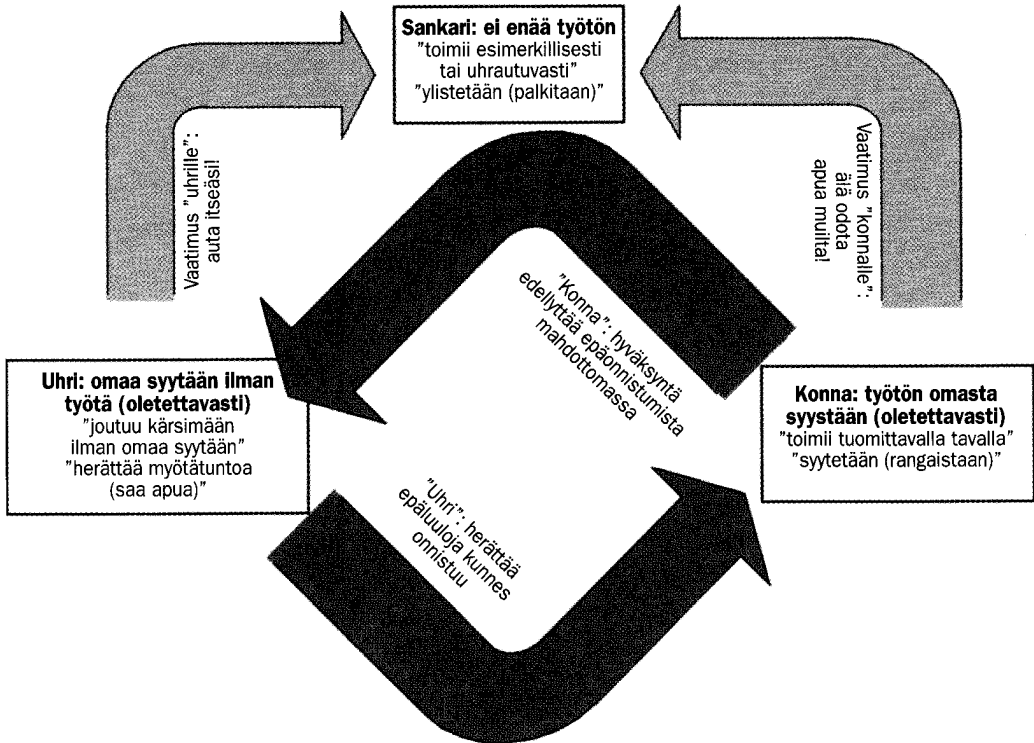 Sankari: ei enää työtön
"toimii esimerkillisesti
tai uhrautuvasti"
"ylistetään (palkitaan)"
Vaatimus "uhrille":
auta itseäsi!
Vaatimus "konnalle":
älä odota
apua muilta!
"Konna": hyväksyntä
edellyttää epäonnistumista
mahdottomassa
Uhri: omaa syytään ilman
työtä (oletettavasti)
"joutuu kärsimään
ilman omaa syytään"
"herättää myötätuntoa
(saa apua)"
Konna: työtön omasta
syystään (oletettavasti)
"toimii tuomittavalla tavalla"
"syytetään (rangaistaan)"
"Uhri": herättää
epäluuloja kunnes
onnistuu